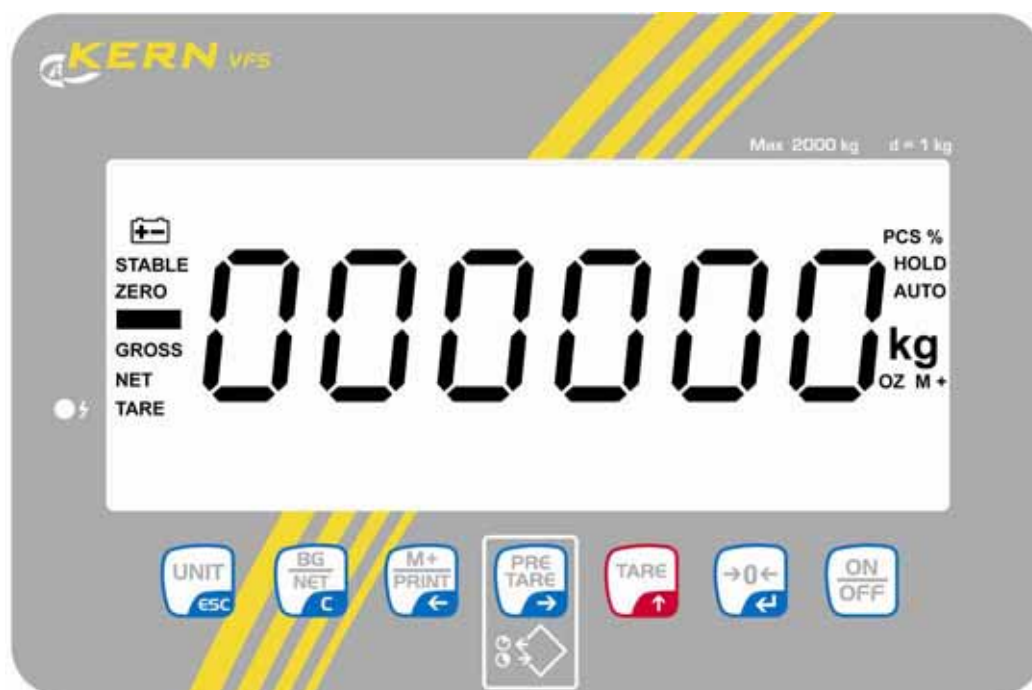 KERN VFS
Max 2000 kg d = 1 kg
PCS %
STABLE
HOLD
ZERO
AUTO
000000
GROSS
kg
NET
OZ M +
TARE
UNIT
ESC
BG
NET
C
M+
PRINT
←
PRE
TARE
→
TARE
↑
→0←
↵
ON
OFF